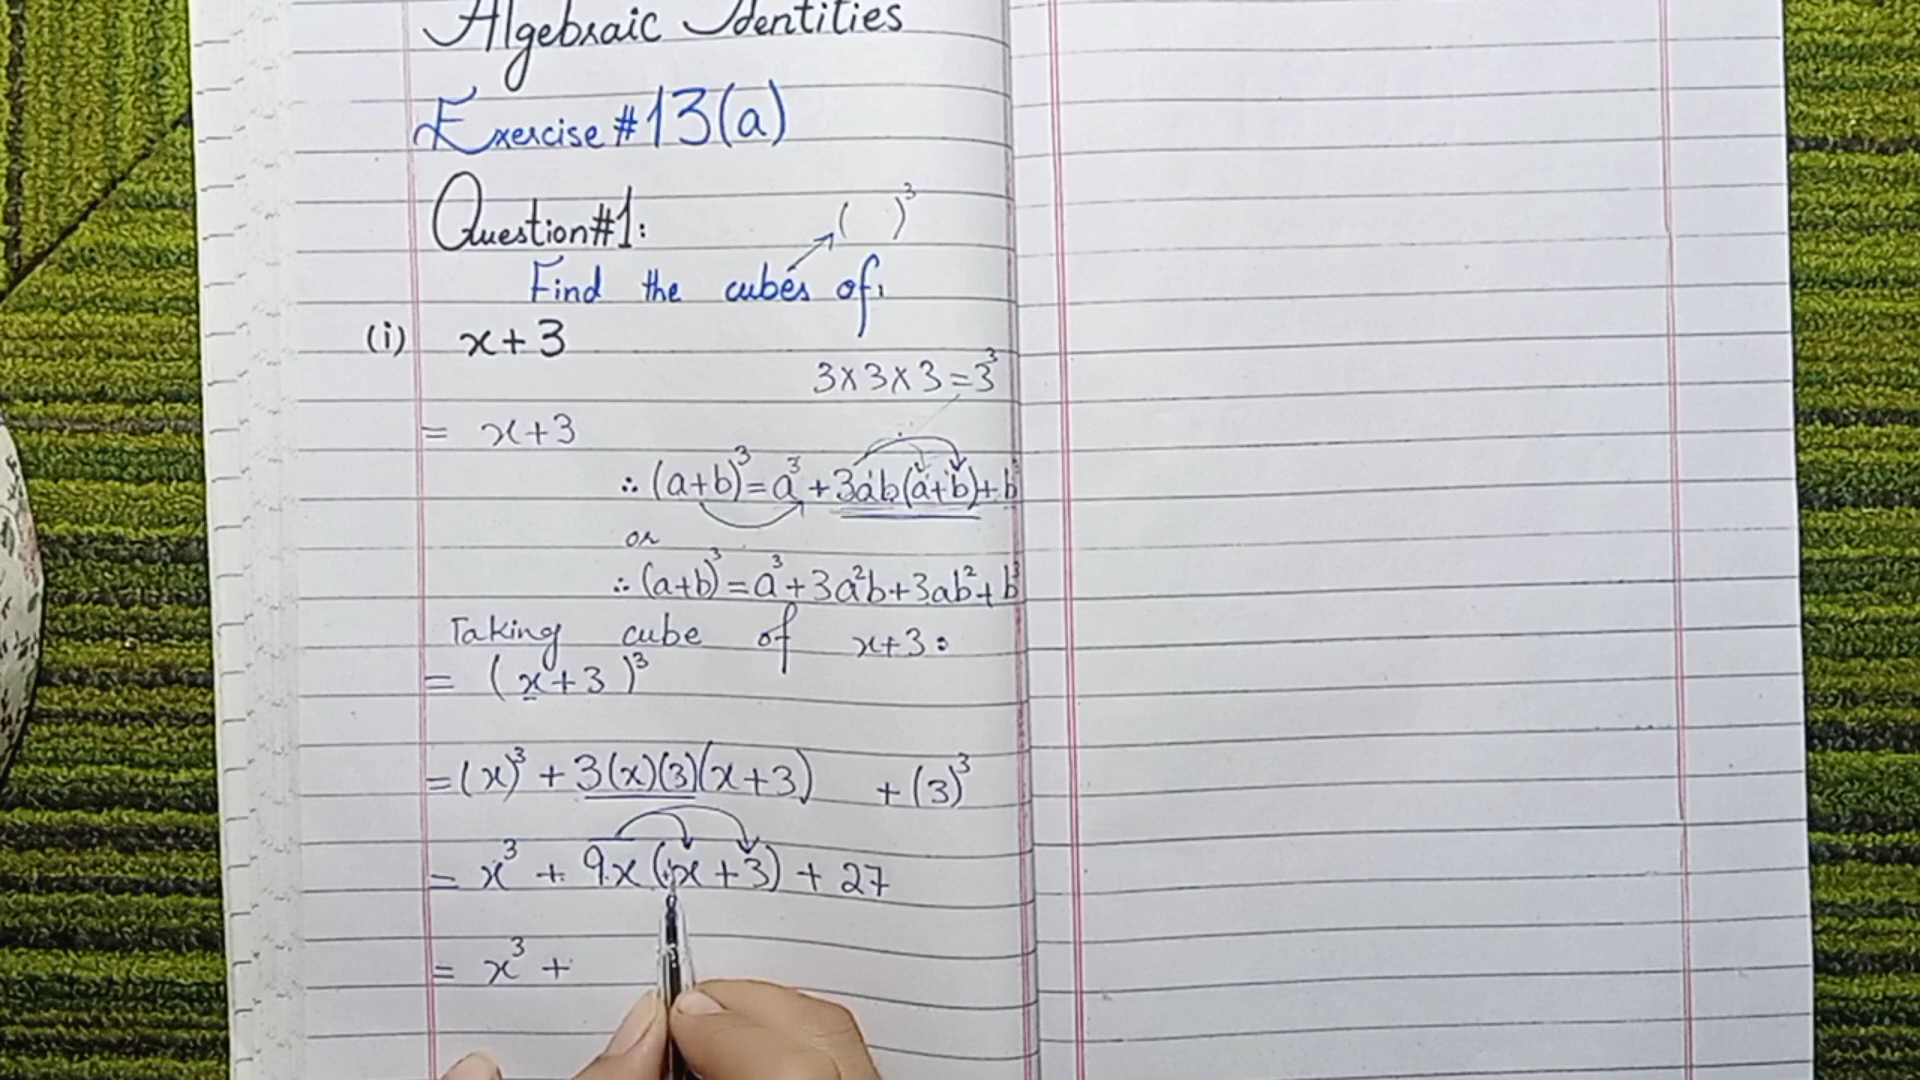 Algebraic Identities
Exercise #13(a)
Question#1: ( )³
Find the cubes of:
(i) x+3
3×3×3=3³
= x+3
∴ (a+b)³=a³+3ab(a+b)+b³
or
∴ (a+b)³=a³+3a²b+3ab²+b³
Taking cube of x+3:
= (x+3)³
=(x)³+3(x)(3)(x+3) +(3)³
= x³ + 9x(x+3)+27
= x³ +